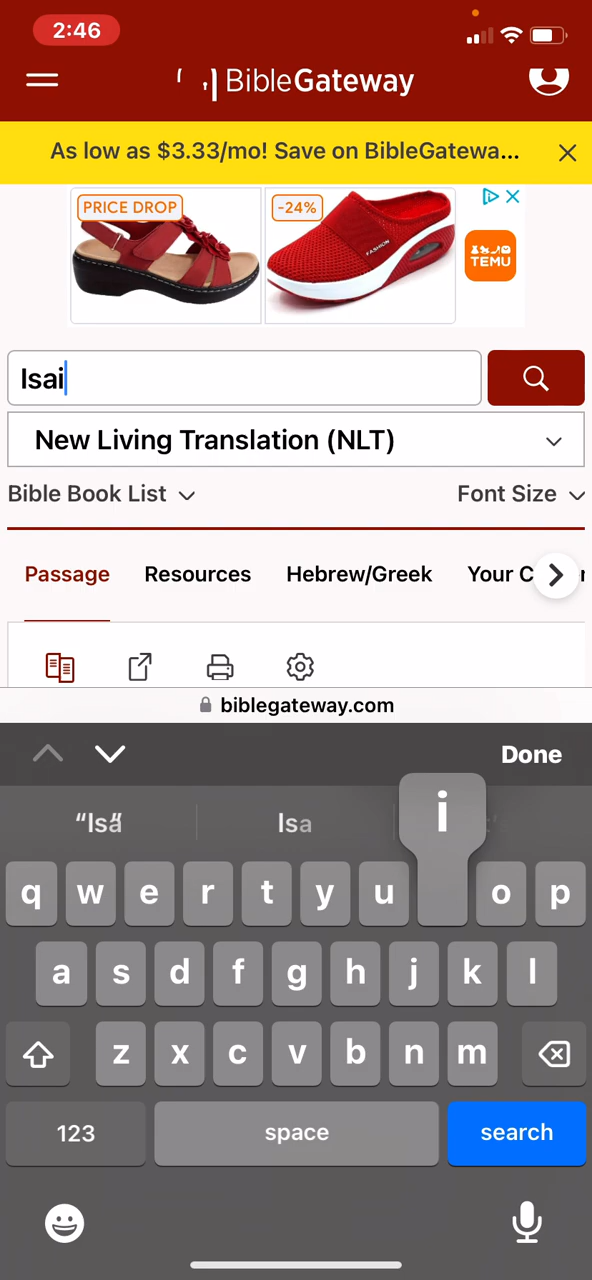 2:46
BibleGateway
As low as $3.33/mo! Save on BibleGatewa...
PRICE DROP
-24%
FASHION
TEMU
Isai
New Living Translation (NLT)
Bible Book List
Font Size
Passage Resources Hebrew/Greek Your C
biblegateway.com
Done
“Isa“ Isa
i
q w e r t y u o p
a s d f g h j k l
z x c v b n m
123 space search